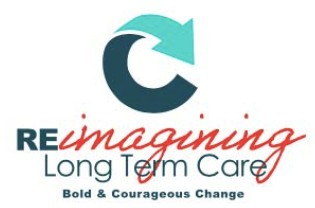 REimagining
Long Term Care
Bold & Courageous Change